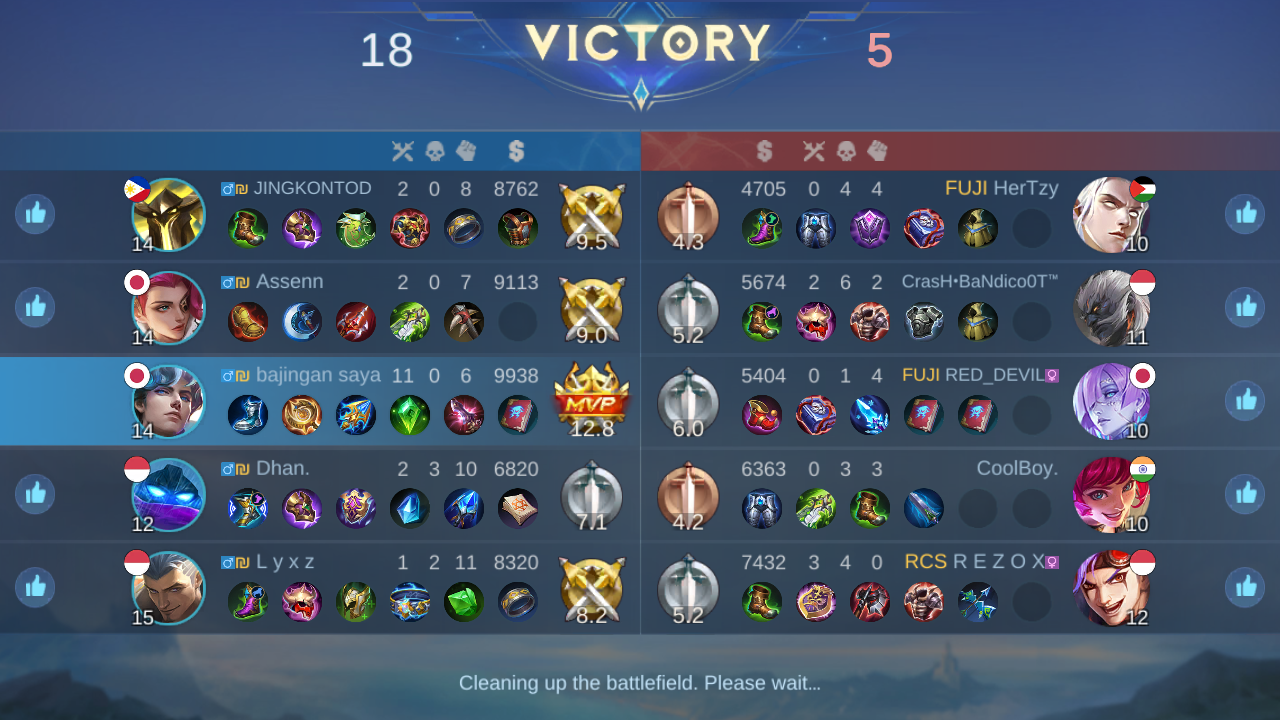 18 VICTORY 5
♂₪ JINGKONTOD 2 0 8 8762
14 9.5
4705 0 4 4 FUJI HerTzy
4.3 10
♂₪ Assenn 2 0 7 9113
14 9.0
5674 2 6 2 CrasH•BaNdico0T™
5.2 11
♂₪ bajingan saya 11 0 6 9938
14 MVP 12.8
5404 0 1 4 FUJI RED_DEVIL♀
6.0 10
♂₪ Dhan. 2 3 10 6820
12 7.1
6363 0 3 3 CoolBoy.
4.2 10
♂₪ L y x z 1 2 11 8320
15 8.2
7432 3 4 0 RCS R E Z O X♀
5.2 12
Cleaning up the battlefield. Please wait...